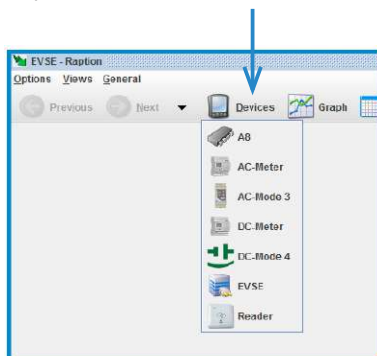 EVSE - Raption
Options Views General
Previous Next Devices Graph
A8
AC-Meter
AC-Modo 3
DC-Meter
DC-Mode 4
EVSE
Reader